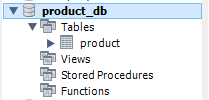 product_db
Tables
product
Views
Stored Procedures
Functions